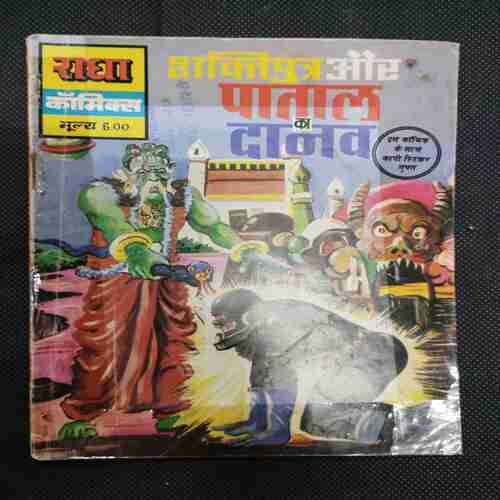 राधा
कॉमिक्स
मूल्य 6.00
शक्तिपुत्र और
पाताल
का
दानव
इस कॉमिक
के साथ
काफी स्टिकर
मुफ्त